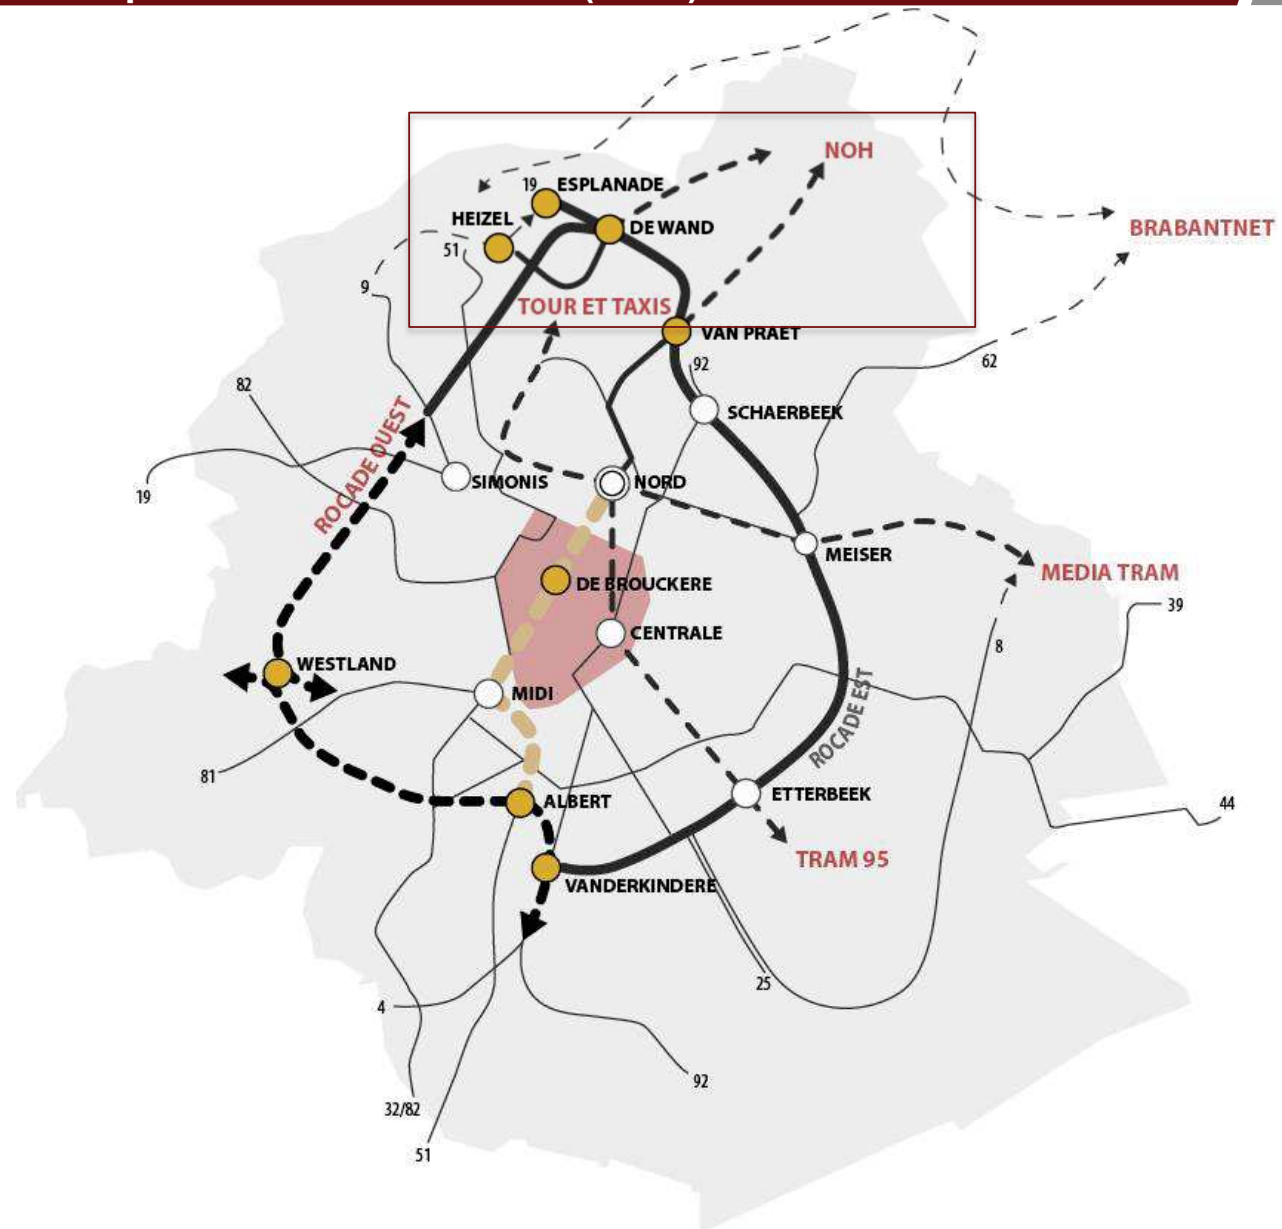 NOH
19
ESPLANADE
HEIZEL
DE WAND
BRABANTNET
51
9
TOUR ET TAXIS
VAN PRAET
92
62
82
SCHAERBEEK
ROCADE OUEST
SIMONIS
NORD
19
MEISER
MEDIA TRAM
DE BROUCKERE
39
CENTRALE
8
WESTLAND
MIDI
ROCADE EST
81
ALBERT
ETTERBEEK
44
TRAM 95
VANDERKINDERE
25
4
92
32/82
51